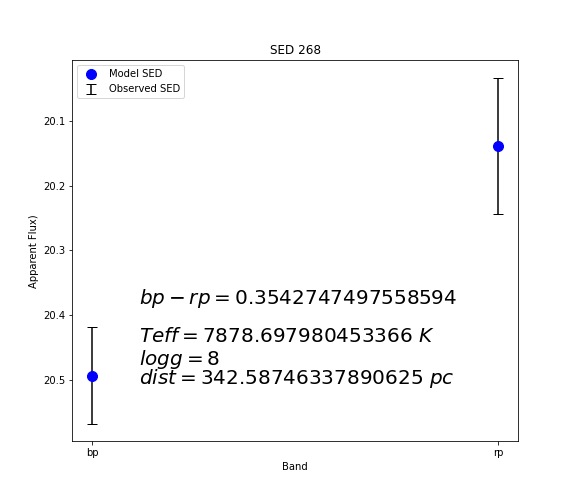 SED 268
Model SED
Observed SED
20.1
20.2
20.3
20.4
20.5
Apparent Flux)
bp − rp = 0.3542747497558594
Teff = 7878.697980453366 K
logg = 8
dist = 342.58746337890625 pc
bp
rp
Band